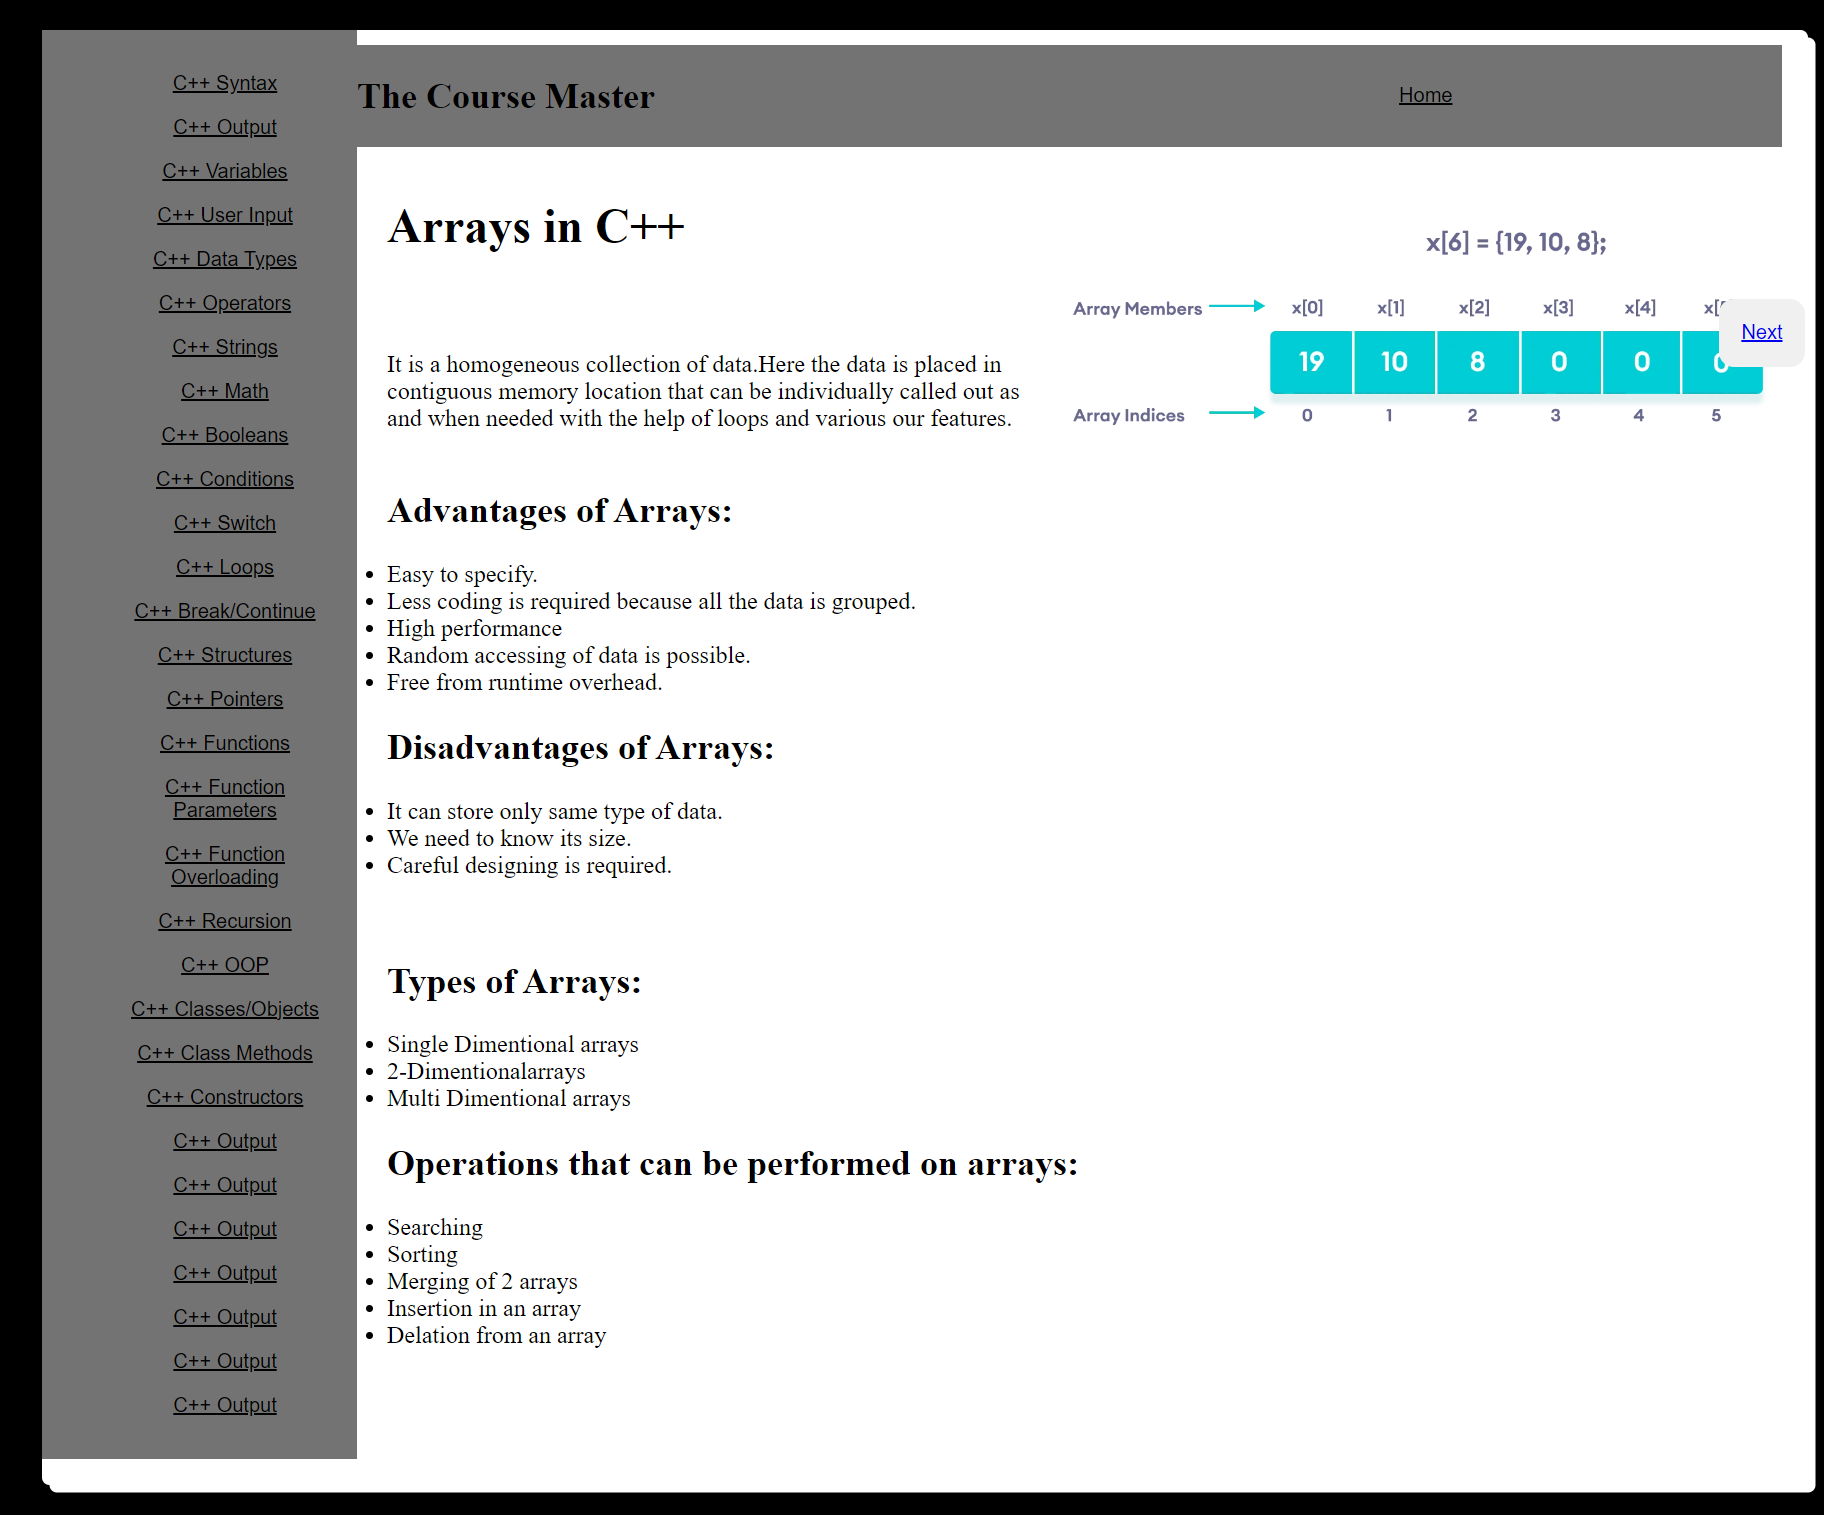 C++ Syntax
C++ Output
C++ Variables
C++ User Input
C++ Data Types
C++ Operators
C++ Strings
C++ Math
C++ Booleans
C++ Conditions
C++ Switch
C++ Loops
C++ Break/Continue
C++ Structures
C++ Pointers
C++ Functions
C++ Function
Parameters
C++ Function
Overloading
C++ Recursion
C++ OOP
C++ Classes/Objects
C++ Class Methods
C++ Constructors
C++ Output
C++ Output
C++ Output
C++ Output
C++ Output
C++ Output
C++ Output
The Course Master
Home
Arrays in C++
It is a homogeneous collection of data.Here the data is placed in
contiguous memory location that can be individually called out as
and when needed with the help of loops and various our features.
x[6] = {19, 10, 8};
Array Members x[0] x[1] x[2] x[3] x[4]
Next
19 10 8 0 0 0
Array Indices 0 1 2 3 4 5
Advantages of Arrays:
Easy to specify.
Less coding is required because all the data is grouped.
High performance
Random accessing of data is possible.
Free from runtime overhead.
Disadvantages of Arrays:
It can store only same type of data.
We need to know its size.
Careful designing is required.
Types of Arrays:
Single Dimentional arrays
2-Dimentionalarrays
Multi Dimentional arrays
Operations that can be performed on arrays:
Searching
Sorting
Merging of 2 arrays
Insertion in an array
Delation from an array